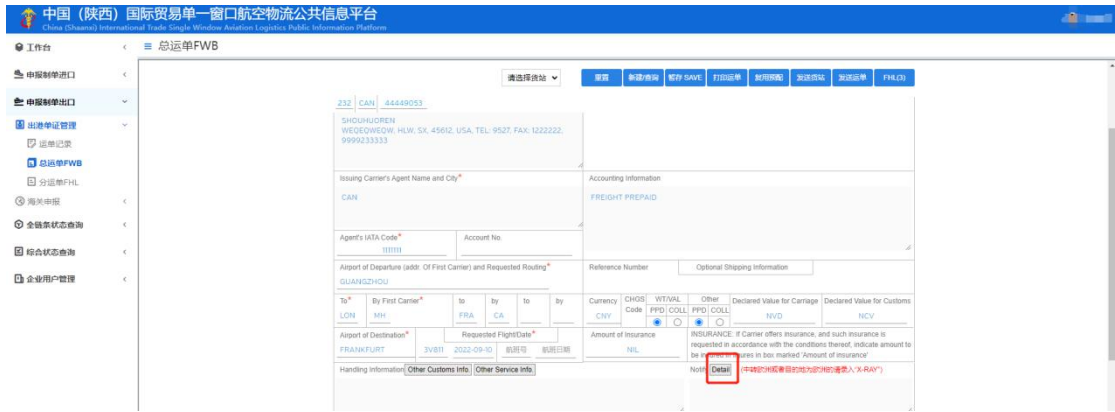 中国（陕西）国际贸易单一窗口航空物流公共信息平台
China (Shaanxi) International Trade Single Window Aviation Logistics Public Information Platform
工作台
总运单FWB
申报制单进口
请选择货站 重置 新建/查询 暂存 SAVE 打印运单 复用预配 发送货站 发送运单 FHL(3)
申报制单出口
232 CAN 44449053
出港单证管理
SHOUHUOREN
WEQEQWEQW, HLW, SX, 45612, USA, TEL: 9527, FAX: 1222222,
9999233333
运单记录
总运单FWB
分运单FHL
Issuing Carrier's Agent Name and City* Accounting Information
海关申报
CAN FREIGHT PREPAID
全链条状态查询
Agent's IATA Code* Account No.
综合状态查询
Airport of Departure (addr. Of First Carrier) and Requested Routing* Reference Number Optional Shipping Information
企业用户管理
GUANGZHOU
To* By First Carrier* to by to by Currency CHGS Code WT/VAL Other Declared Value for Carriage Declared Value for Customs
PPD COLL PPD COLL
LON MH FRA CA CNY NVD NCV
Airport of Destination* Requested Flight/Date* Amount of Insurance INSURANCE: If Carrier offers insurance, and such insurance is
requested in accordance with the conditions thereof, indicate amount to
FRANKFURT 3V811 2022-09-10 航班号 航班日期 NIL
be insured in figures in box marked 'Amount of insurance'
Handling Information Other Customs Info. Other Service Info. Notify Detail (中转欧洲或者目的地为欧洲的请录入"X-RAY")